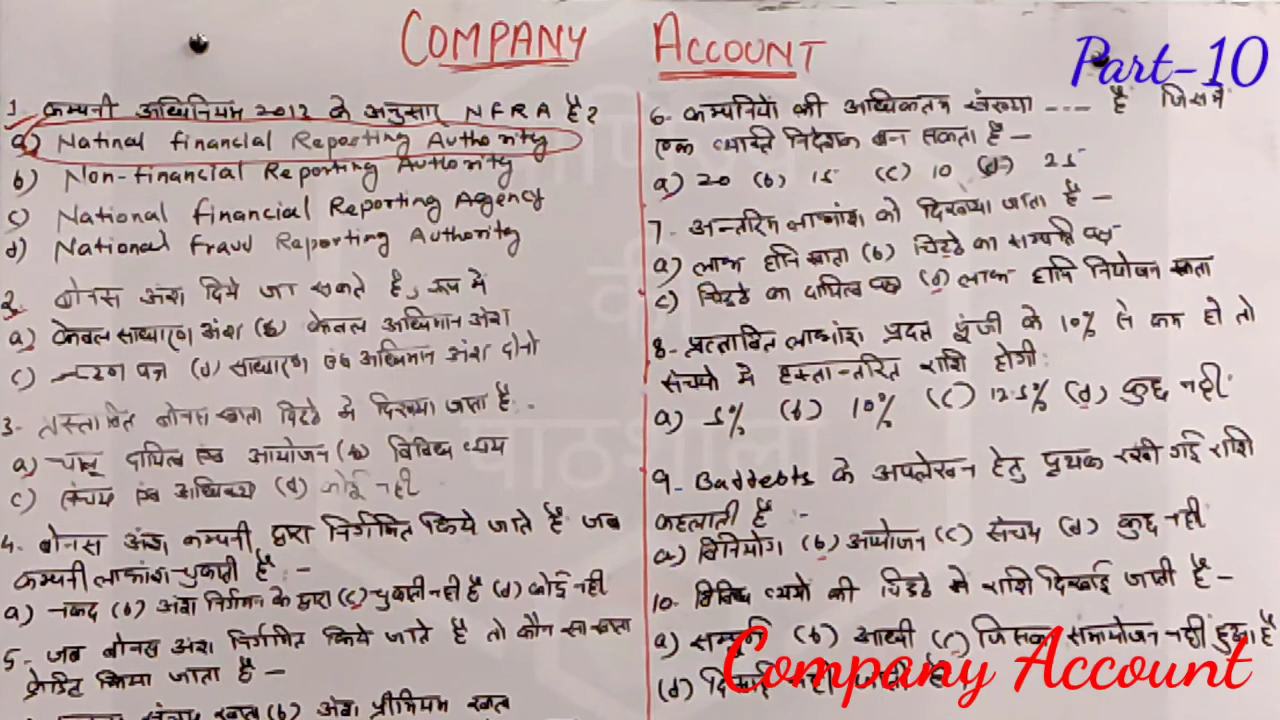 COMPANY ACCOUNT
Part-10
1. कम्पनी अधिनियम 2012 के अनुसार NFRA है?
a) Natinal financial Reporting Authority
b) Non-financial Reporting Authority
c) National financial Reporting Agency
d) National Fraud Reporting Authority
2. बोनस अंश दिये जा सकते है, रूप में
a) केवल साधारण अंश (b) केवल अधिमान अंश
c) ऋण पत्र (d) साधारण एवं अधिमान अंश दोनो
3- प्रस्तावित बोनस खाता चिट्ठे मे दिखाया जाता है -
a) चालू दायित्व एवं आयोजन (b) विविध व्यय
c) संचय एवं आधिक्य (d) कोई नही
4. बोनस अंश कम्पनी द्वारा निर्गमित किये जाते है जब
कम्पनी लाभांश चुकाती है :-
a) नकद (b) अंश निर्गमन के द्वारा (c) चुकाती नही है (d) कोई नही
5. जब बोनस अंश निर्गमित किये जाते है तो कौन सा खाता
क्रेडिट किया जाता है -
खाता (b) अंश प्रीमियम खाता
6. कम्पनियों की अधिकतम संख्या ---- है जिसमें
एक व्यक्ति निदेशक बन सकता है -
a) 20 (b) 15 (c) 10 (d) 25
7. अन्तरिम लाभांश को दिखाया जाता है -
a) लाभ हानि खाता (b) चिट्ठे का सम्पत्ति पक्ष
c) चिट्ठे का दायित्व पक्ष (d) लाभ हानि नियोजन खाता
8- प्रस्तावित लाभांश प्रदत्त पूंजी के 10% से कम हो तो
संचयो मे हस्तान्तरित राशि होगी:
a) 5% (b) 10% (c) 12.5% (d) कुछ नहीं
9- Baddebts के अपलेखन हेतु पृथक रखी गई राशि
कहलाती है :-
a) विनियोग (b) आयोजन (c) संचय (d) कुछ नही
10. विविध व्ययो की चिट्ठे मे राशि दिखाई जाती है -
a) सम्पूर्ण (b) आधी (c) जिसका समायोजन नहीं हुआ है
(d)
Company Account